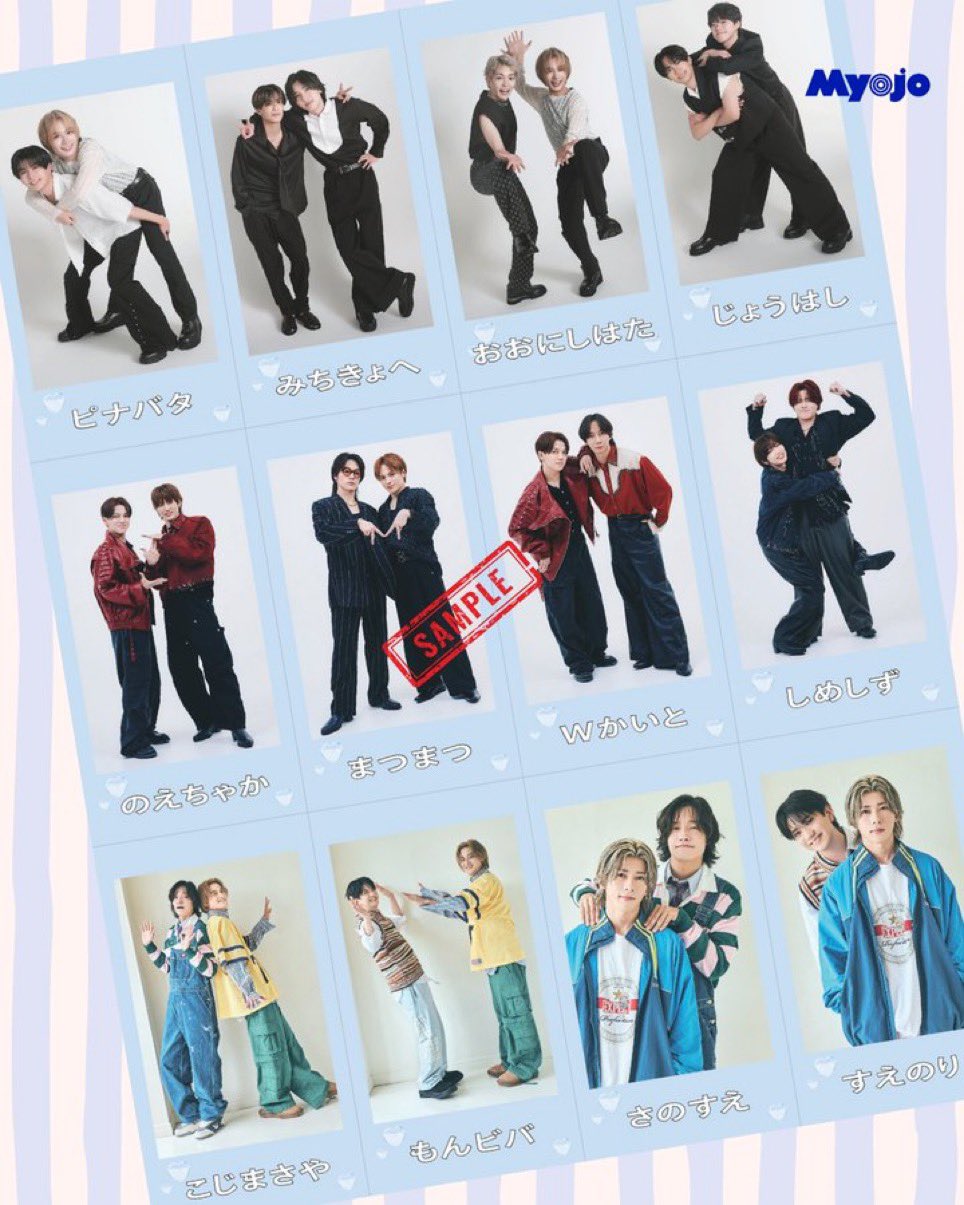 Myojo
ピナバタ
みちきょへ
おおにしはた
じょうはし
のえちゃか
まつまつ
Wかいと
しめしず
SAMPLE
こじまさや
もんビバ
さのすえ
すえのり
EXPECT